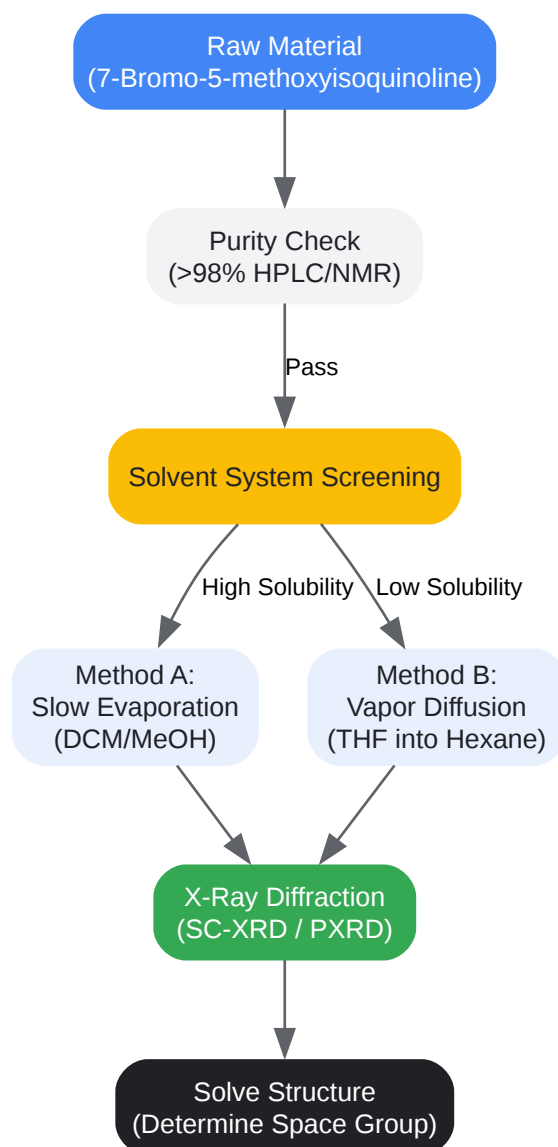 Raw Material
(7-Bromo-5-methoxyisoquinoline)
Purity Check
(>98% HPLC/NMR)
Pass
Solvent System Screening
High Solubility
Low Solubility
Method A:
Slow Evaporation
(DCM/MeOH)
Method B:
Vapor Diffusion
(THF into Hexane)
X-Ray Diffraction
(SC-XRD / PXRD)
Solve Structure
(Determine Space Group)